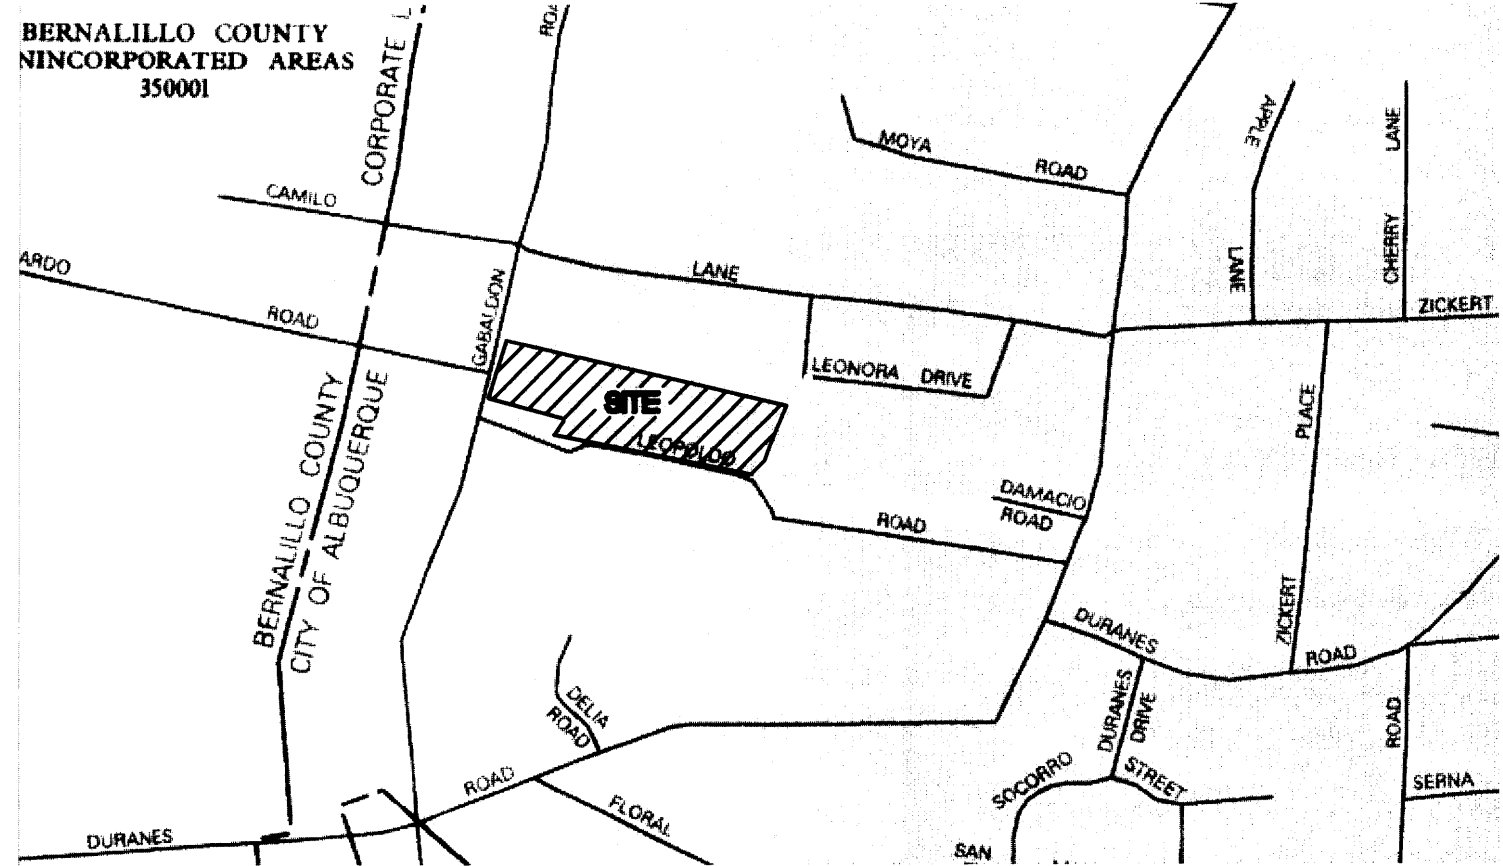 BERNALILLO COUNTY
NINCORPORATED AREAS
350001
CORPORATE L
ROA
MOYA ROAD
APPLE LANE
CHERRY LANE
CAMILO LANE
ARDO ROAD
GABALDON
ZICKERT
LEONORA DRIVE
SITE
LEOPOLDO ROAD
ZICKERT PLACE
BERNALILLO COUNTY
CITY OF ALBUQUERQUE
DAMACIO
ROAD
DURANES ROAD
DELIA
ROAD
DURANES
DRIVE
ROAD
SOCORRO STREET
SERNA
DURANES ROAD
FLORAL
SAN